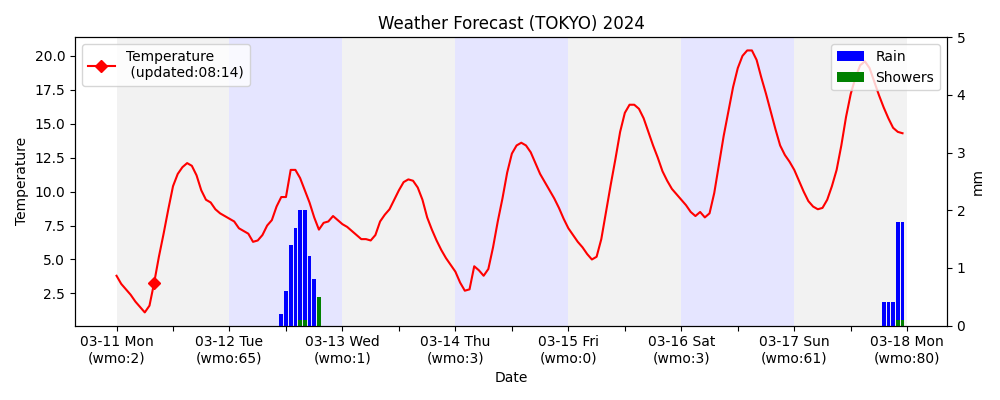 Weather Forecast (TOKYO) 2024
Temperature
(updated:08:14)
Rain
Showers
20.0
17.5
15.0
12.5
10.0
7.5
5.0
2.5
Temperature
5
4
3
2
1
0
mm
03-11 Mon
(wmo:2)
03-12 Tue
(wmo:65)
03-13 Wed
(wmo:1)
03-14 Thu
(wmo:3)
03-15 Fri
(wmo:0)
03-16 Sat
(wmo:3)
03-17 Sun
(wmo:61)
03-18 Mon
(wmo:80)
Date